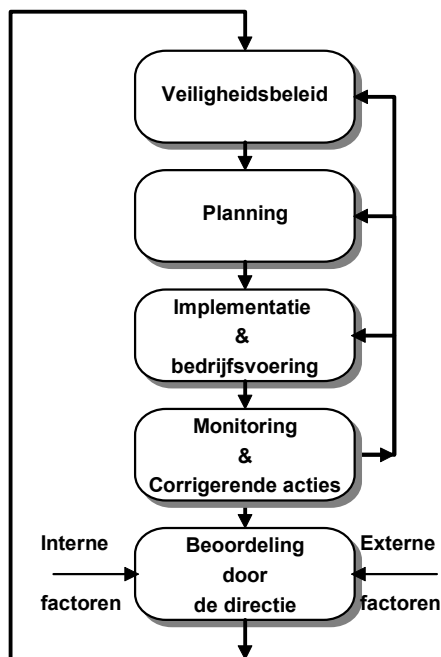 Veiligheidsbeleid
Planning
Implementatie
&
bedrijfsvoering
Monitoring
&
Corrigerende acties
Interne
factoren
Beoordeling
door
de directie
Externe
factoren